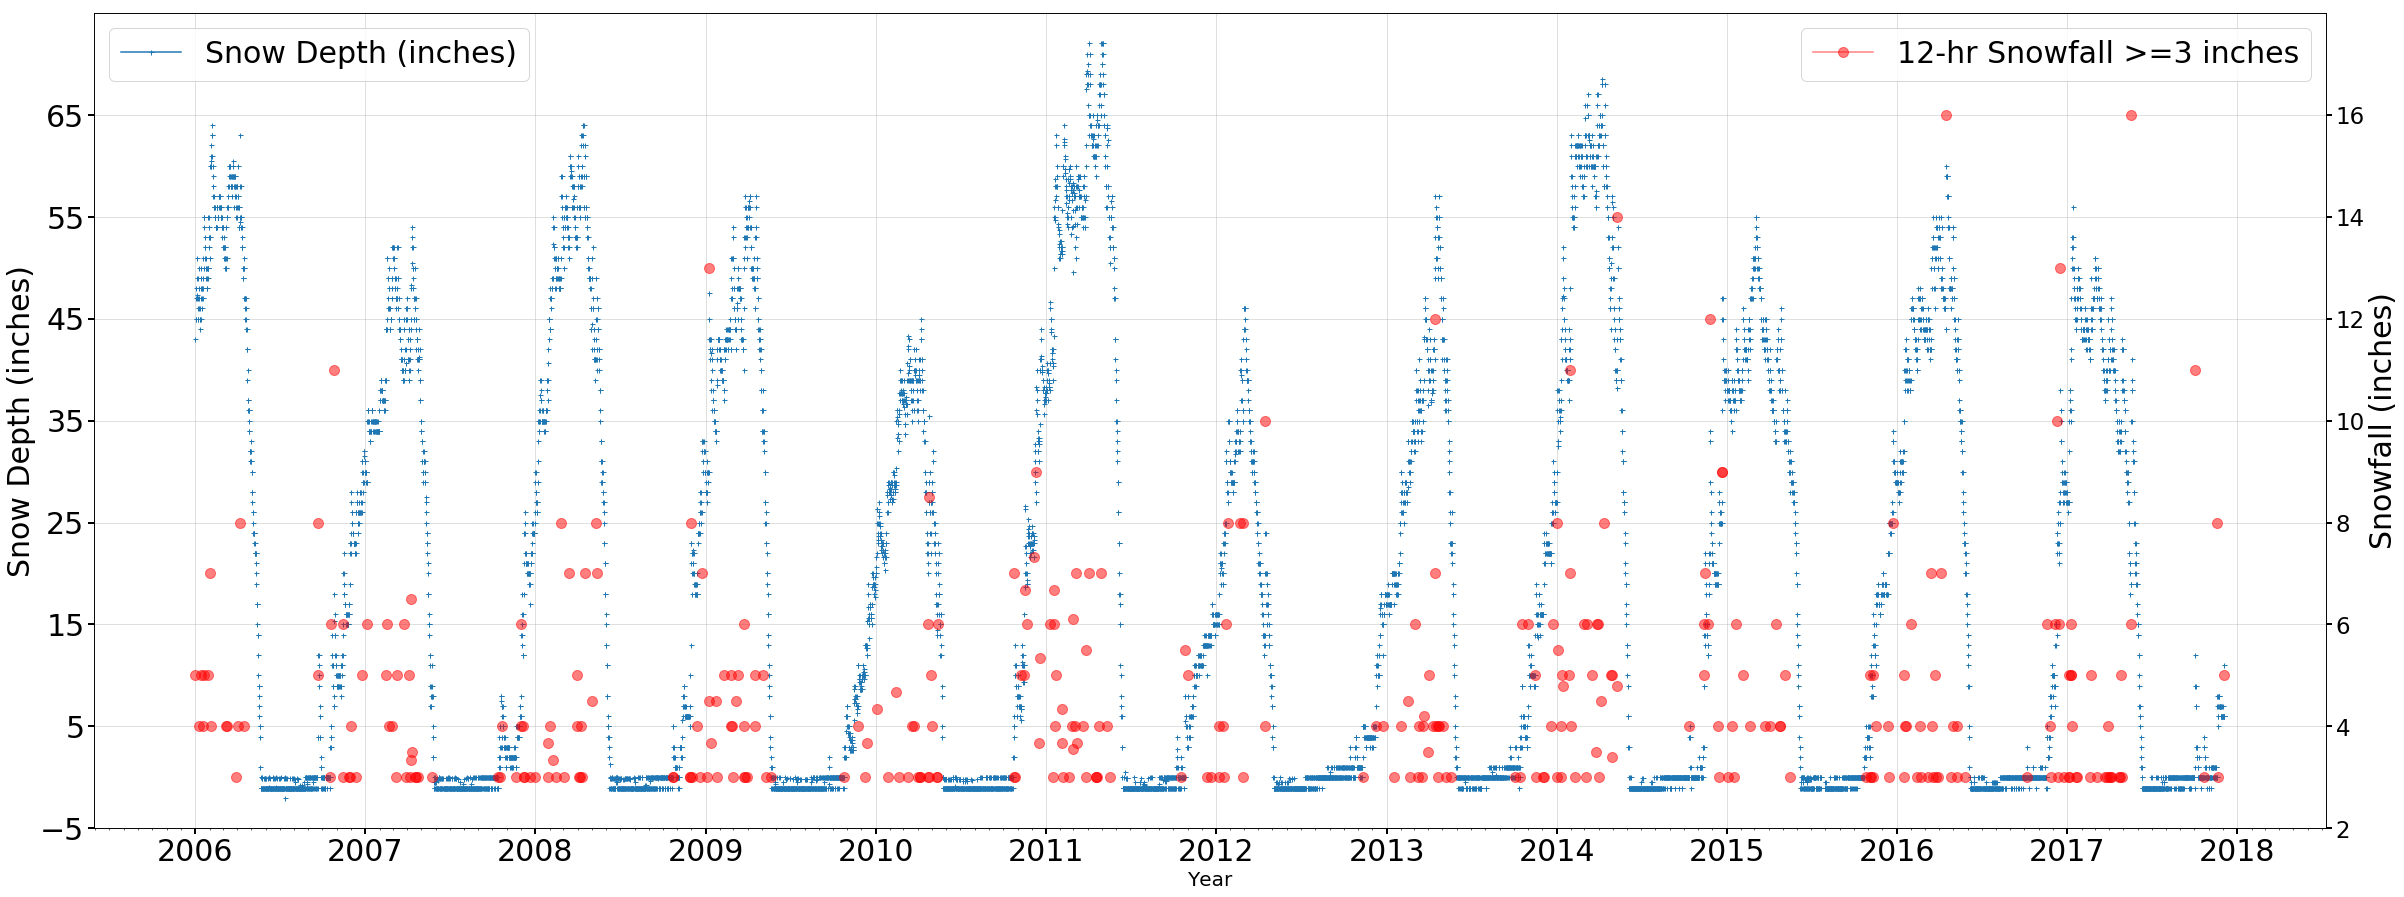 Snow Depth (inches)
12-hr Snowfall >=3 inches
65
55
45
35
25
15
5
−5
Snow Depth (inches)
16
14
12
10
8
6
4
2
Snowfall (inches)
2006 2007 2008 2009 2010 2011 2012 2013 2014 2015 2016 2017 2018
Year